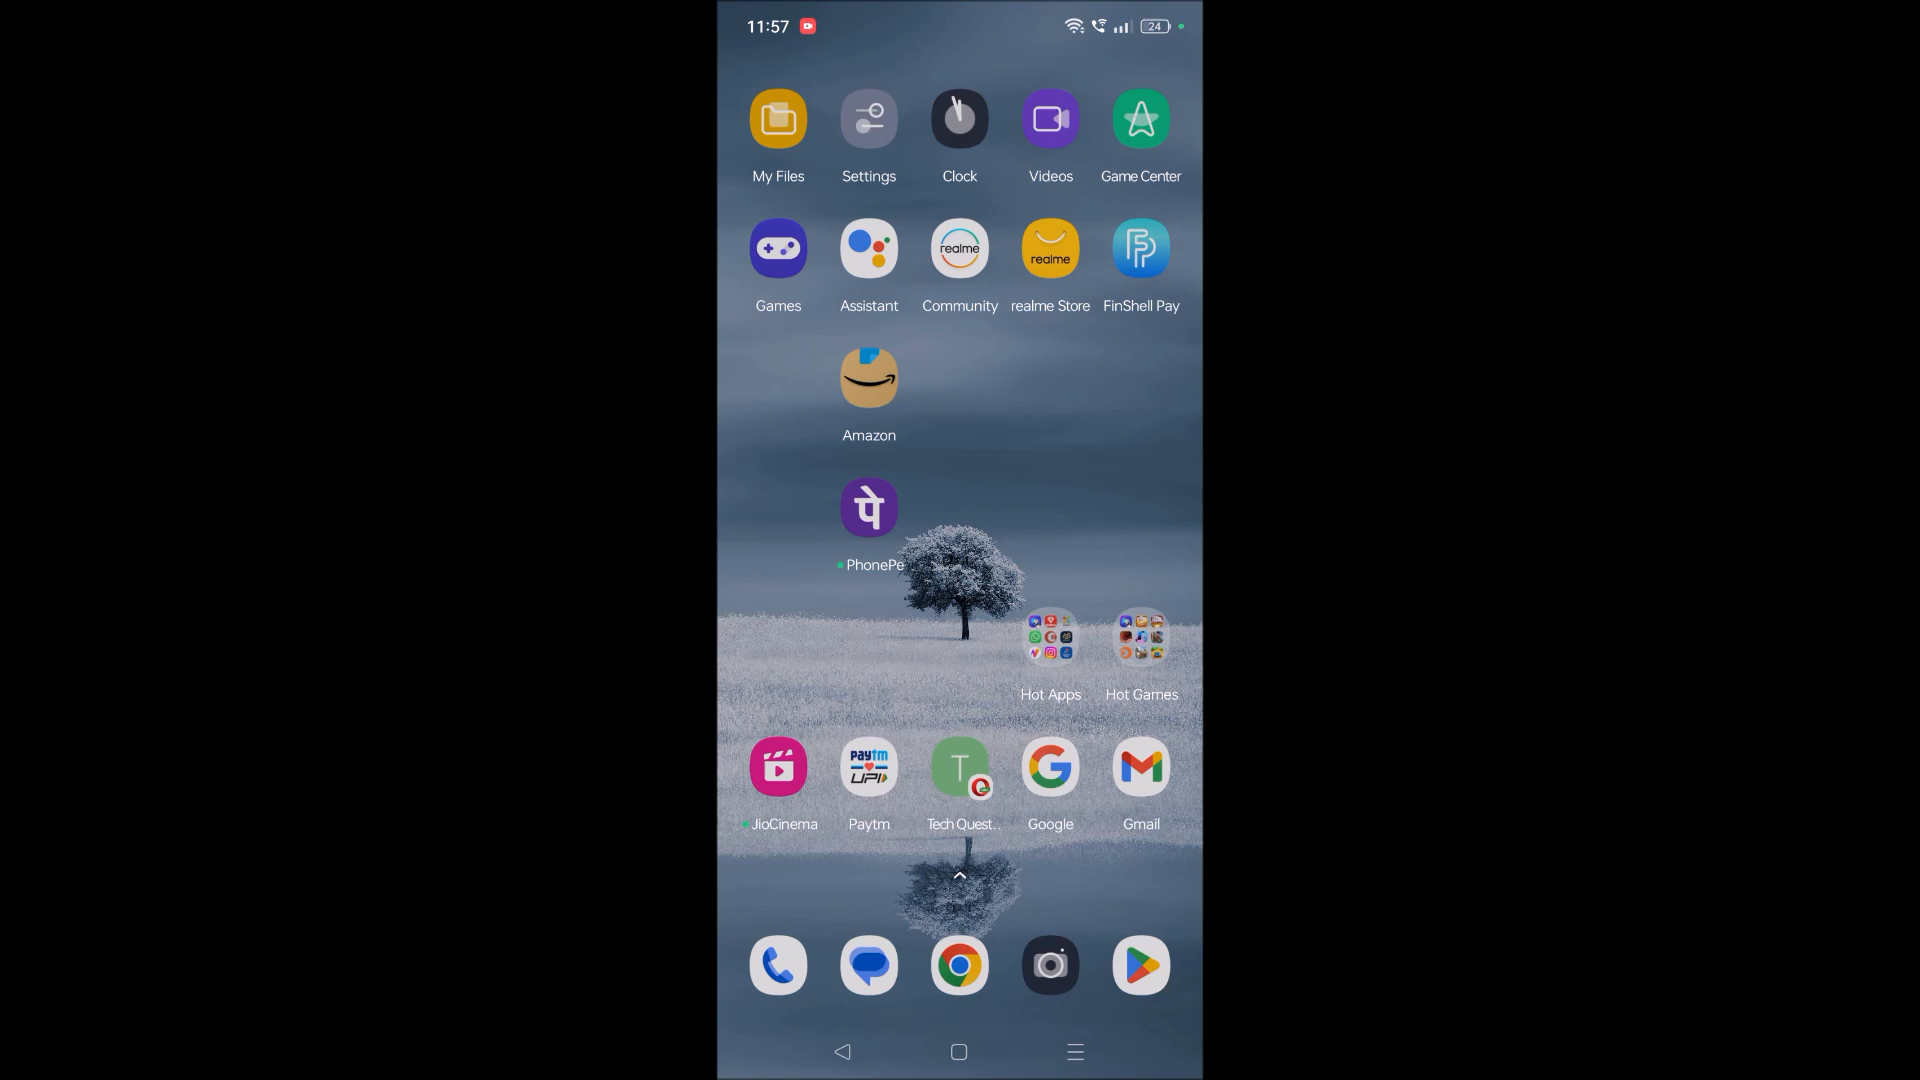 11:57
24
My Files Settings Clock Videos Game Center
realme realme
Games Assistant Community realme Store FinShell Pay
Amazon
पे
PhonePe
Hot Apps Hot Games
paytm UPI T
JioCinema Paytm Tech Quest.. Google Gmail